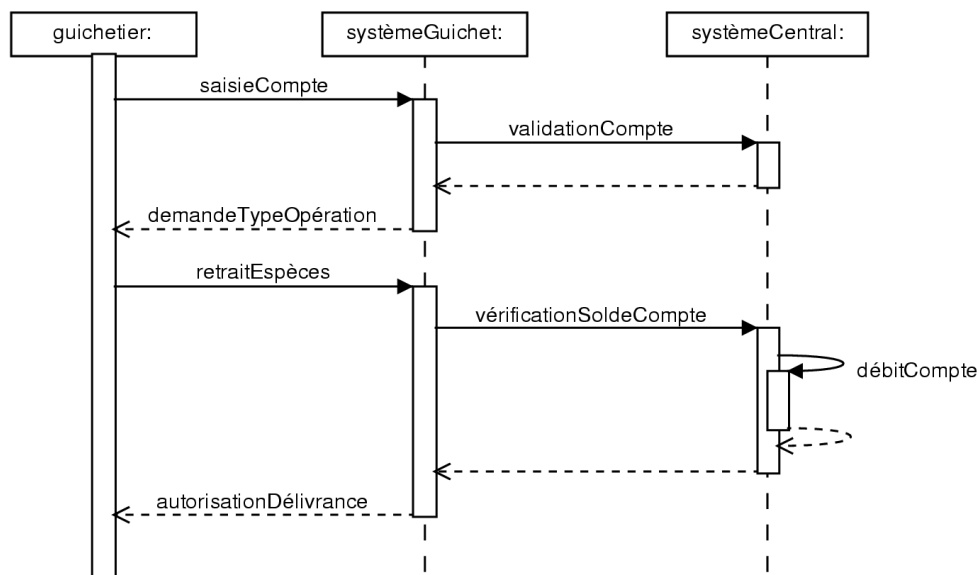 guichetier:
systèmeGuichet:
systèmeCentral:
saisieCompte
validationCompte
demandeTypeOpération
retraitEspèces
vérificationSoldeCompte
débitCompte
autorisationDélivrance